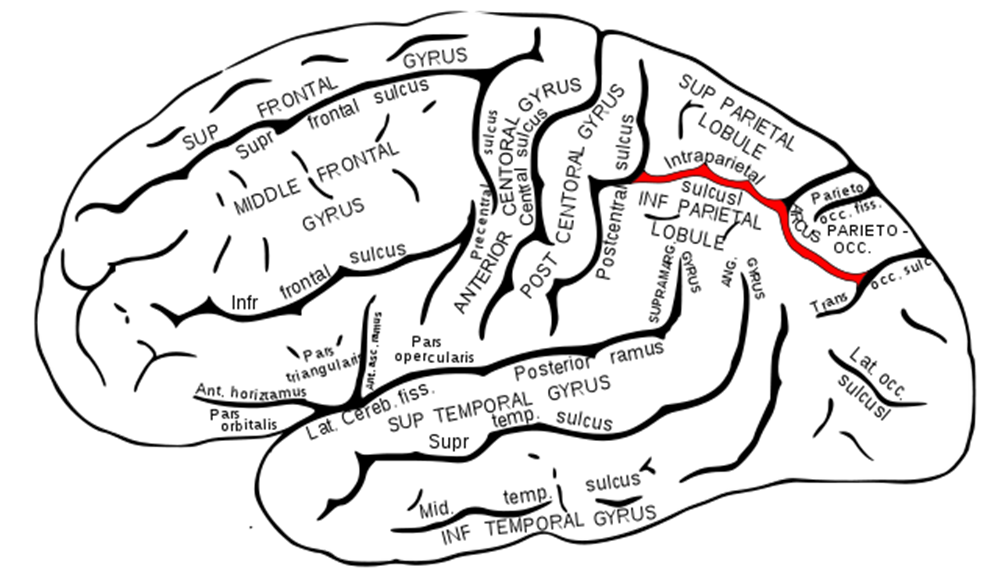 SUP FRONTAL GYRUS
Supr frontal sulcus
MIDDLE FRONTAL
GYRUS
Infr frontal sulcus
Precentral sulcus
ANTERIOR CENTORAL GYRUS
Central sulcus
POST CENTORAL GYRUS
Postcentral sulcus
SUP PARIETAL
LOBULE
Intraparietal
sulcusl
INF PARIETAL
LOBULE
SUPRAMARG.
GYRUS
ANG.
GYRUS
Parieto
occ. fiss.
ARCUS
PARIETO-
OCC.
Trans occ. sulc
Lat. occ.
sulcusl
Pars
triangularis
Ant. asc. ramus
Pars
opercularis
Ant. horizramus
Pars
orbitalis
Lat. Cereb. fiss.
Posterior ramus
SUP TEMPORAL GYRUS
Supr temp. sulcus
Mid. temp. sulcus
INF TEMPORAL GYRUS